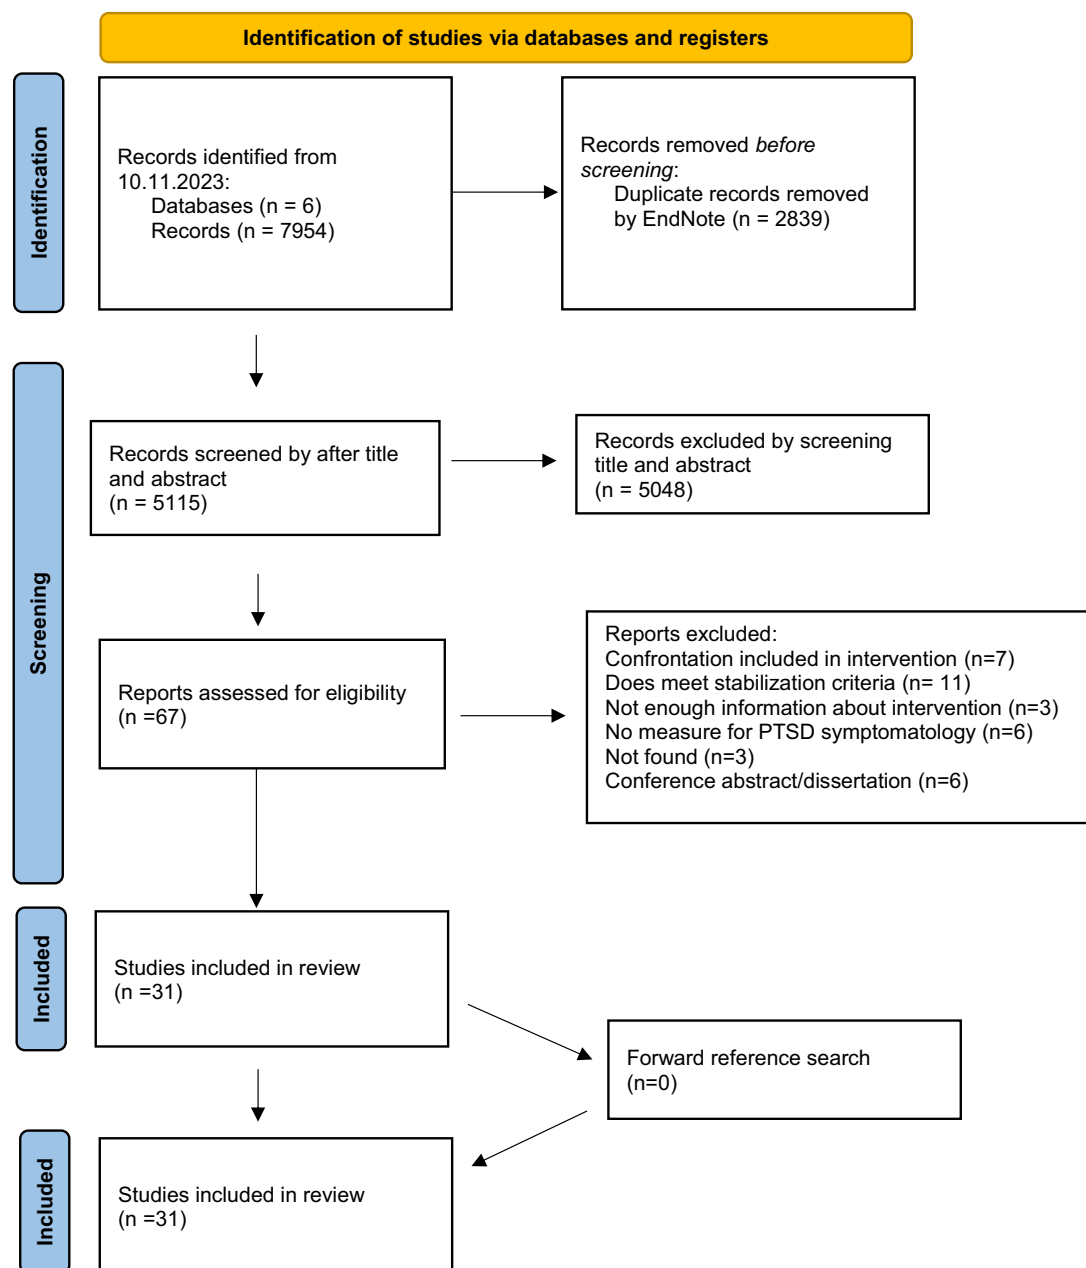 Identification of studies via databases and registers
Identification
Records identified from
10.11.2023:
Databases (n = 6)
Records (n = 7954)
Records removed before
screening:
Duplicate records removed
by EndNote (n = 2839)
Screening
Records screened by after title
and abstract
(n = 5115)
Records excluded by screening
title and abstract
(n = 5048)
Reports assessed for eligibility
(n =67)
Reports excluded:
Confrontation included in intervention (n=7)
Does meet stabilization criteria (n= 11)
Not enough information about intervention (n=3)
No measure for PTSD symptomatology (n=6)
Not found (n=3)
Conference abstract/dissertation (n=6)
Included
Studies included in review
(n =31)
Forward reference search
(n=0)
Included
Studies included in review
(n =31)